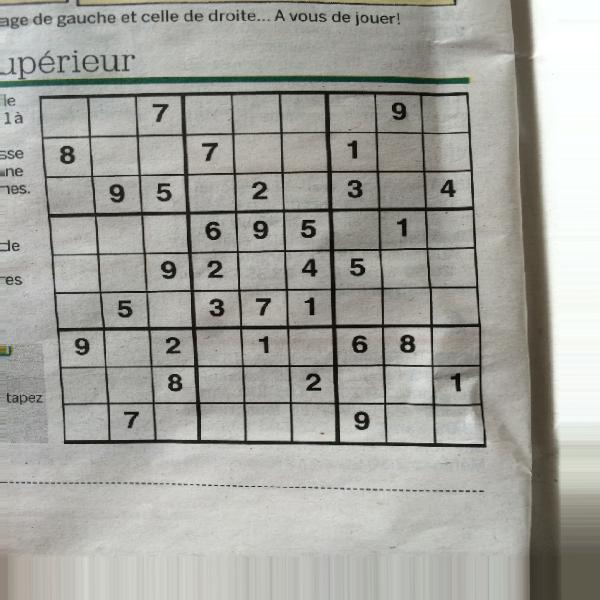 age de gauche et celle de droite... A vous de jouer!
upérieur
le
là
sse
ne
nes.
de
res
tapez
7 9
8 7 1
9 5 2 3 4
6 9 5 1
9 2 4 5
5 3 7 1
9 2 1 6 8
8 2 1
7 9